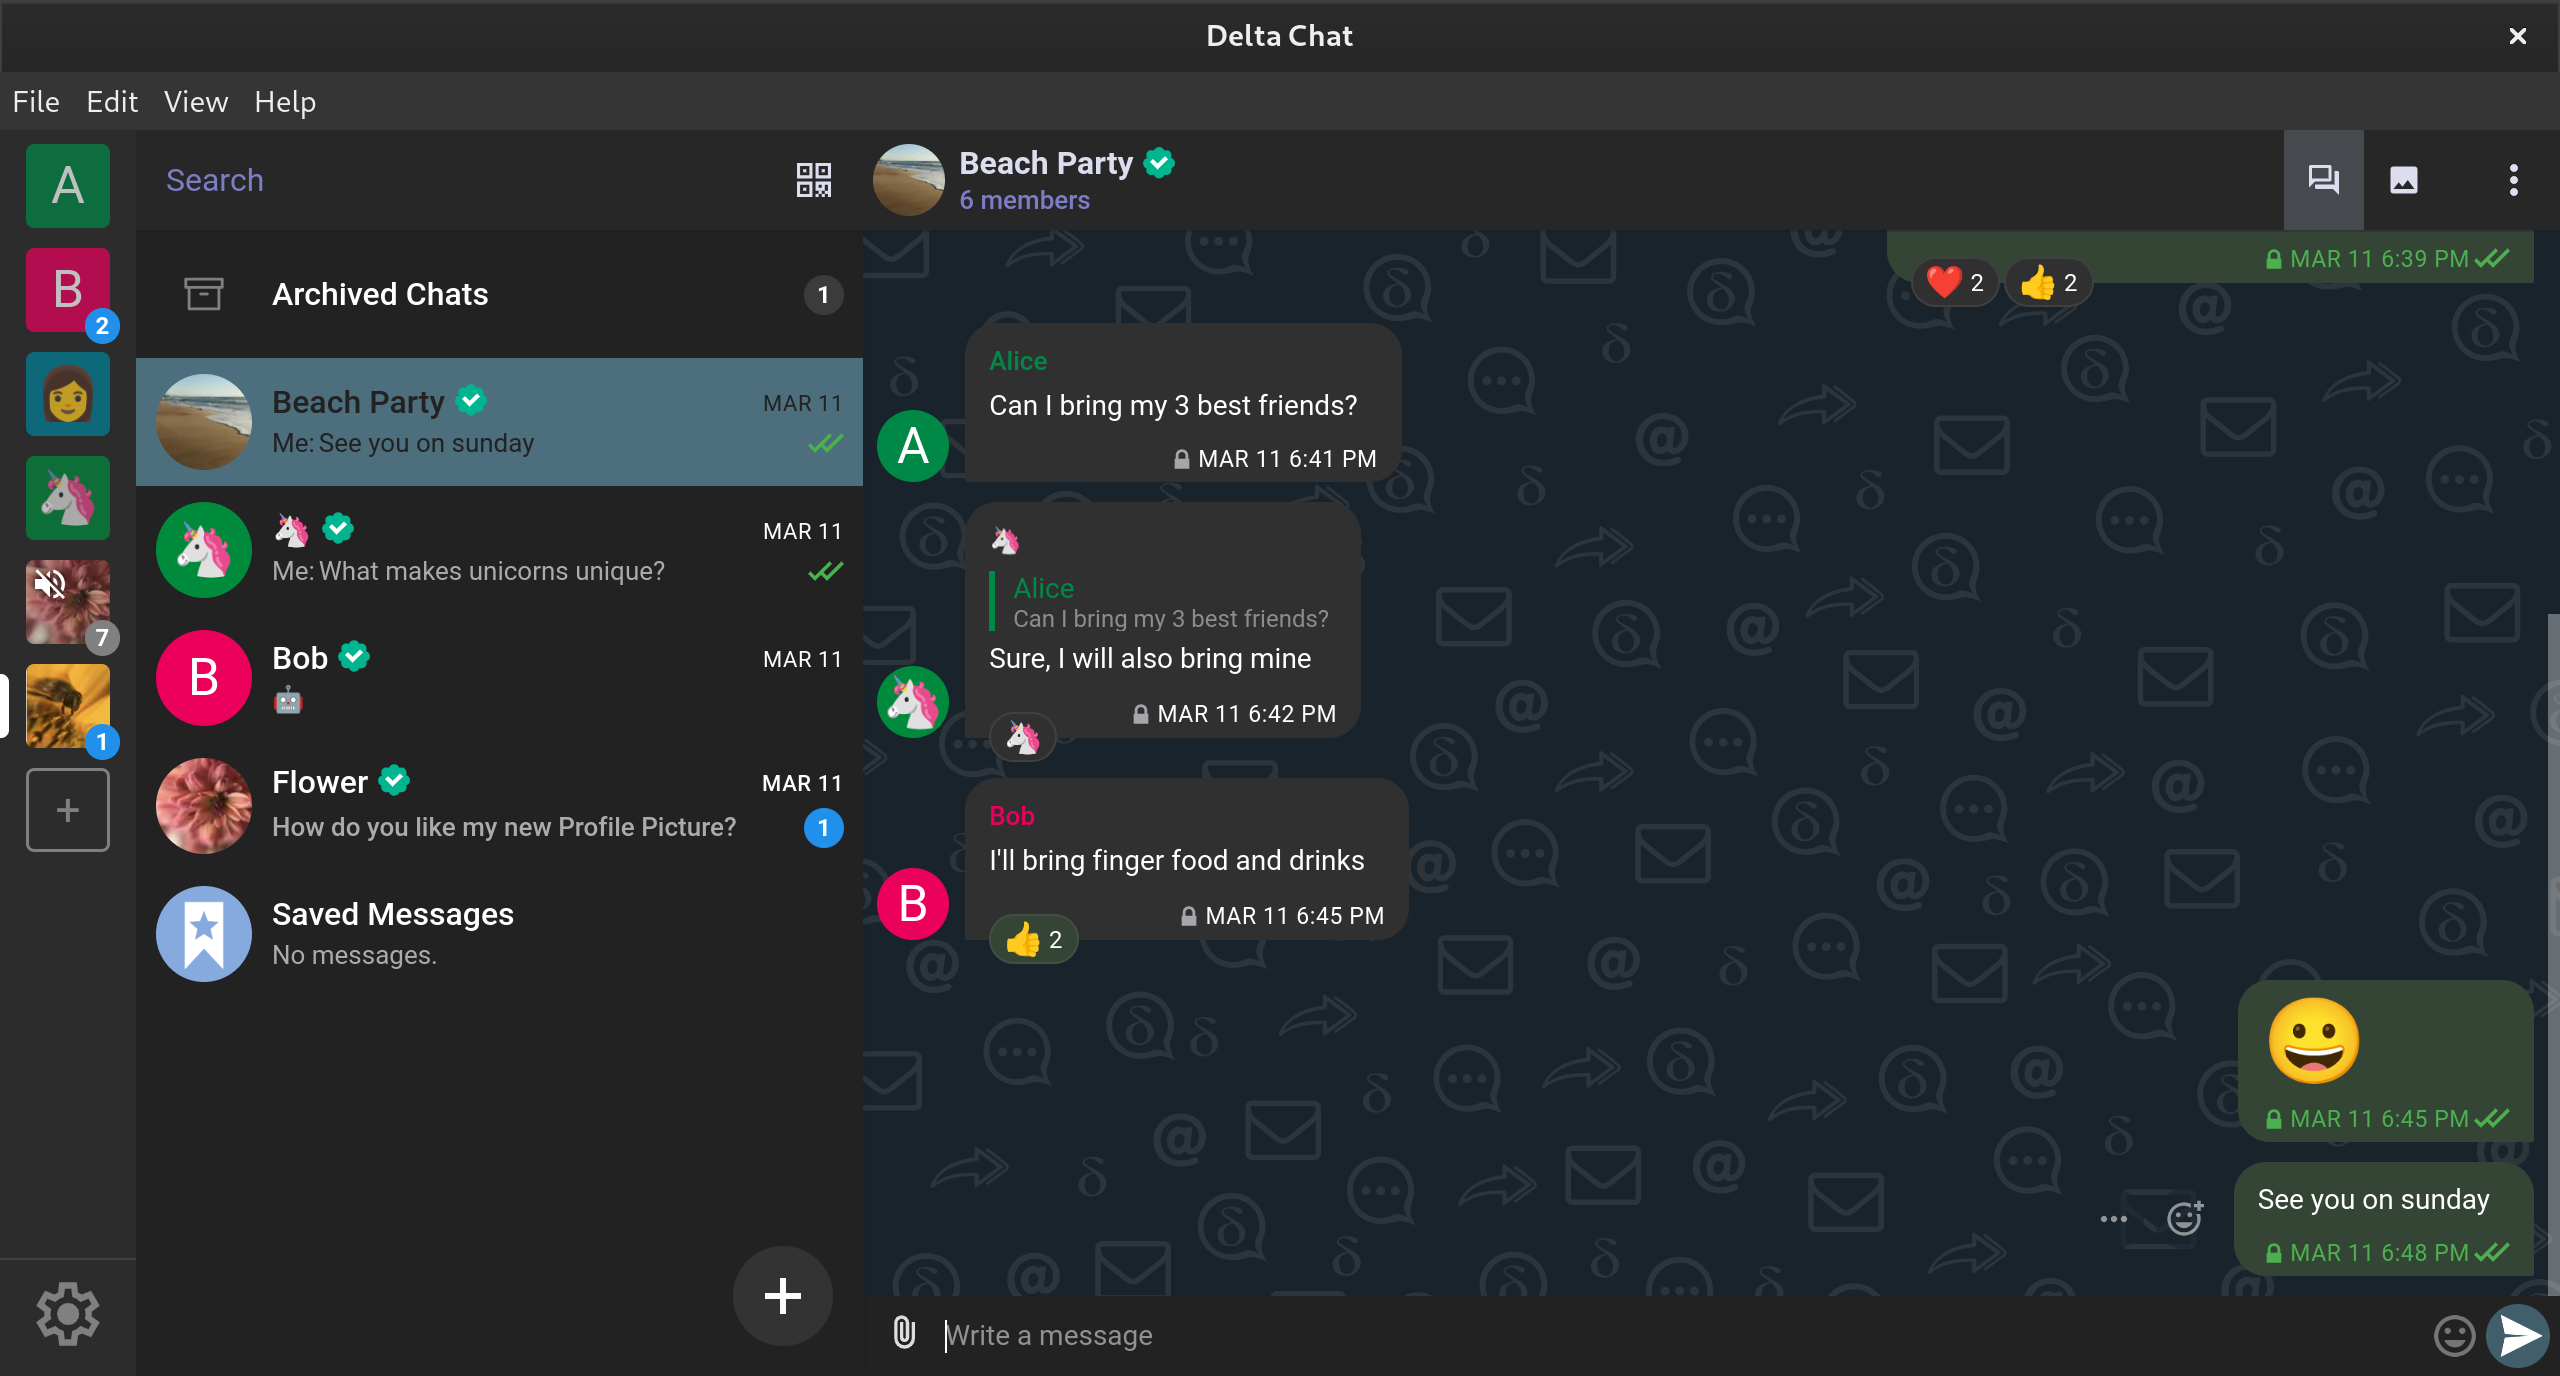 Delta Chat
File Edit View Help
A
B
2
7
1
Search
Archived Chats
1
Beach Party
MAR 11
Me: See you on sunday
MAR 11
Me: What makes unicorns unique?
B
Bob
MAR 11
Flower
MAR 11
How do you like my new Profile Picture?
1
Saved Messages
No messages.
Beach Party
6 members
MAR 11 6:39 PM
2
2
Alice
Can I bring my 3 best friends?
A
MAR 11 6:41 PM
Alice
Can I bring my 3 best friends?
Sure, I will also bring mine
MAR 11 6:42 PM
Bob
I'll bring finger food and drinks
B
MAR 11 6:45 PM
2
MAR 11 6:45 PM
See you on sunday
MAR 11 6:48 PM
Write a message